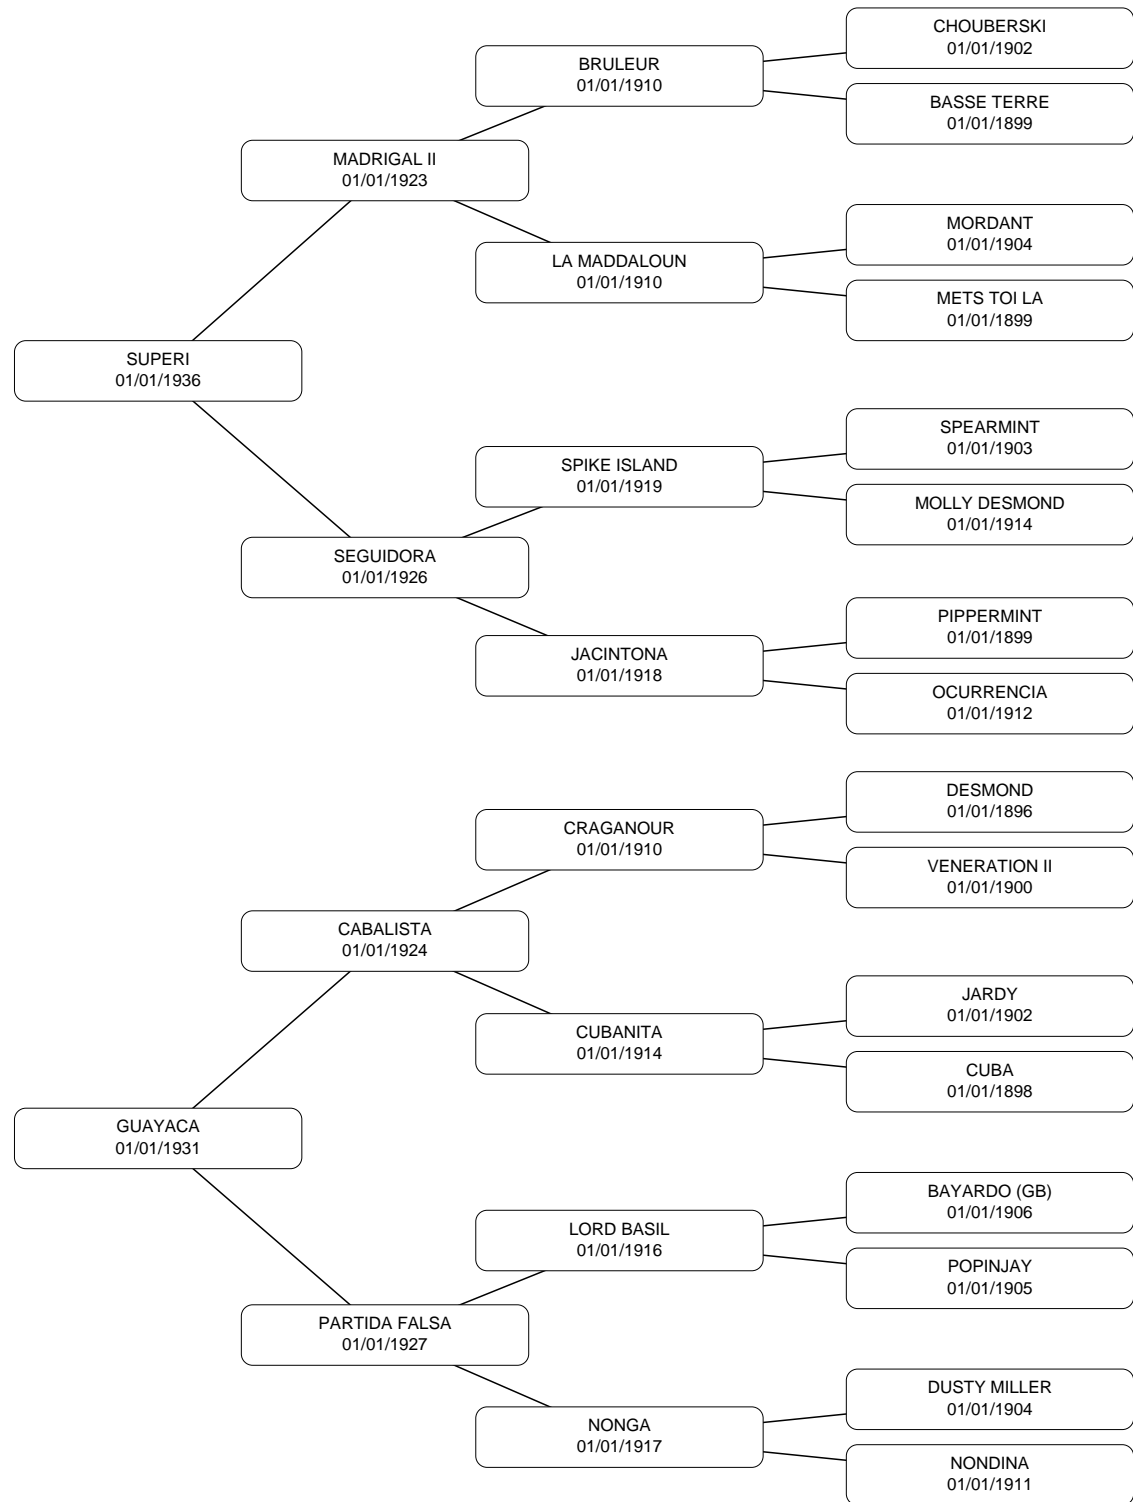 CHOUBERSKI
01/01/1902
BRULEUR
01/01/1910
BASSE TERRE
01/01/1899
MADRIGAL II
01/01/1923
MORDANT
01/01/1904
LA MADDALOUN
01/01/1910
METS TOI LA
01/01/1899
SUPERI
01/01/1936
SPEARMINT
01/01/1903
SPIKE ISLAND
01/01/1919
MOLLY DESMOND
01/01/1914
SEGUIDORA
01/01/1926
PIPPERMINT
01/01/1899
JACINTONA
01/01/1918
OCURRENCIA
01/01/1912
DESMOND
01/01/1896
CRAGANOUR
01/01/1910
VENERATION II
01/01/1900
CABALISTA
01/01/1924
JARDY
01/01/1902
CUBANITA
01/01/1914
CUBA
01/01/1898
GUAYACA
01/01/1931
BAYARDO (GB)
01/01/1906
LORD BASIL
01/01/1916
POPINJAY
01/01/1905
PARTIDA FALSA
01/01/1927
DUSTY MILLER
01/01/1904
NONGA
01/01/1917
NONDINA
01/01/1911